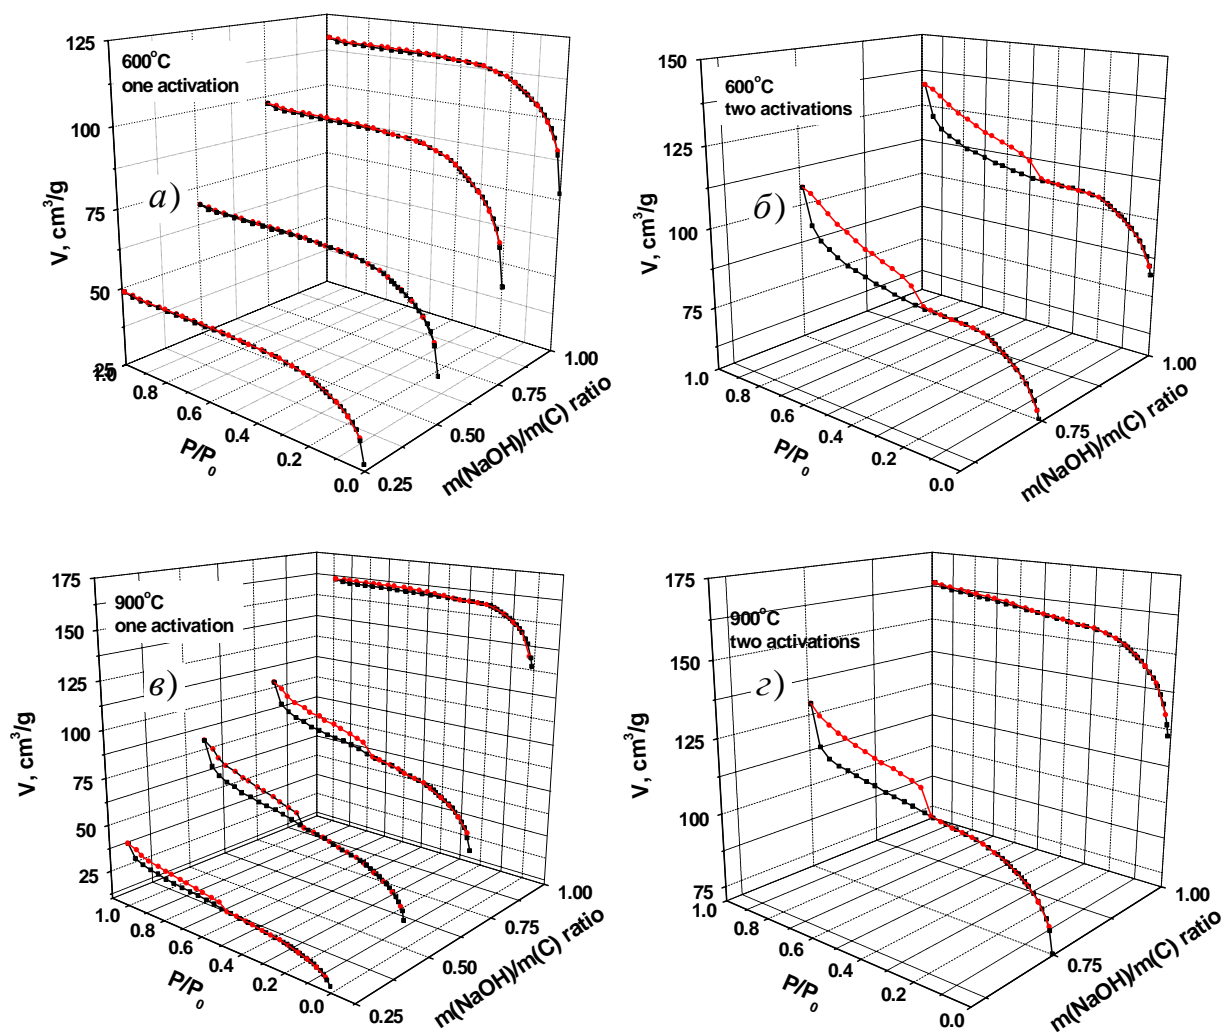 125
100
75
50
25
V, cm³/g
600°C
one activation
а)
1.0
0.8
0.6
0.4
0.2
0.0
P/P₀
0.25
0.50
0.75
1.00
m(NaOH)/m(C) ratio
150
125
100
75
V, cm³/g
600°C
two activations
б)
1.0
0.8
0.6
0.4
0.2
0.0
P/P₀
0.75
1.00
m(NaOH)/m(C) ratio
175
150
125
100
75
50
25
V, cm³/g
900°C
one activation
в)
1.0
0.8
0.6
0.4
0.2
0.0
P/P₀
0.25
0.50
0.75
1.00
m(NaOH)/m(C) ratio
175
150
125
100
75
V, cm³/g
900°C
two activations
г)
1.0
0.8
0.6
0.4
0.2
0.0
P/P₀
0.75
1.00
m(NaOH)/m(C) ratio